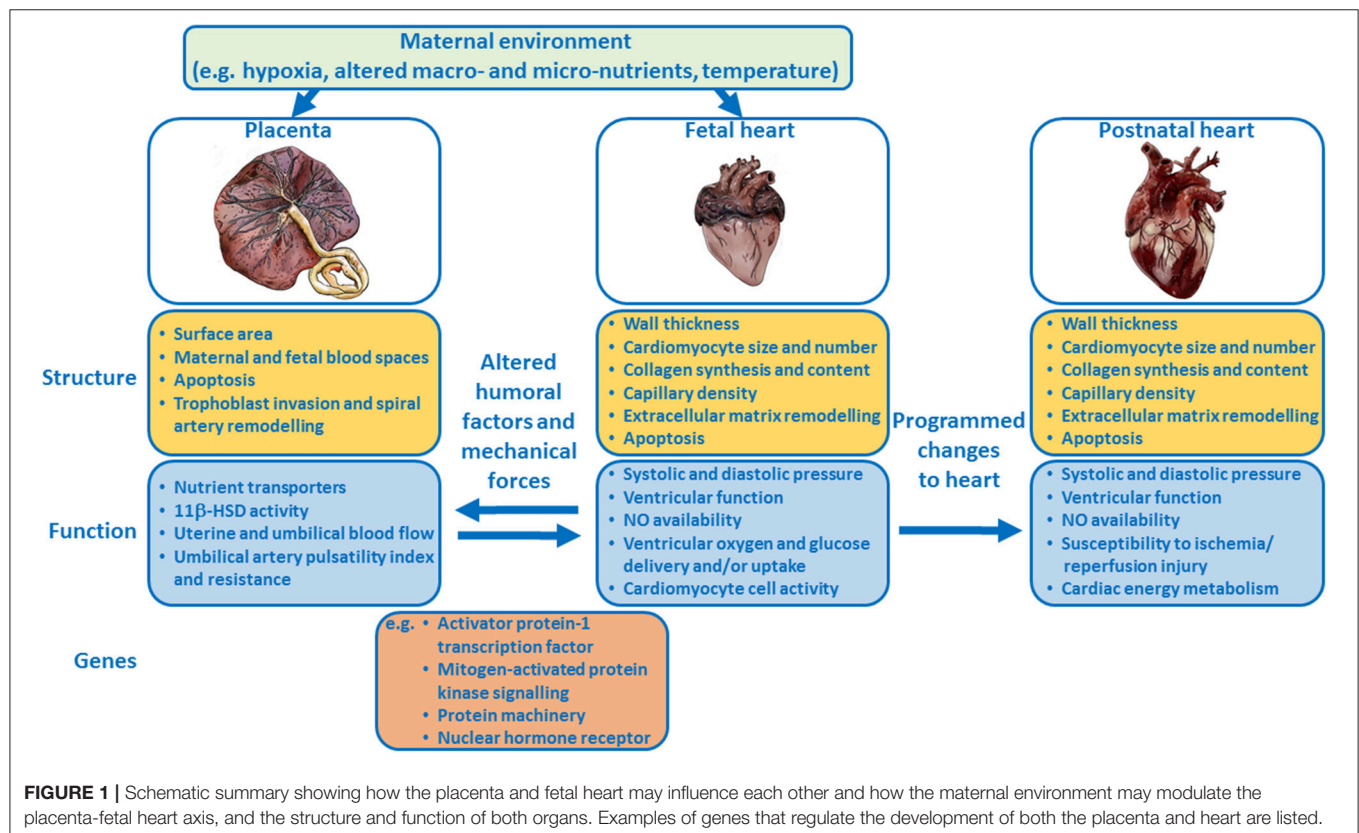 Maternal environment
(e.g. hypoxia, altered macro- and micro-nutrients, temperature)
Placenta
Fetal heart
Postnatal heart
Structure
• Surface area
• Maternal and fetal blood spaces
• Apoptosis
• Trophoblast invasion and spiral
artery remodelling
Altered
humoral
factors and
mechanical
forces
• Wall thickness
• Cardiomyocyte size and number
• Collagen synthesis and content
• Capillary density
• Extracellular matrix remodelling
• Apoptosis
Programmed
changes
to heart
• Wall thickness
• Cardiomyocyte size and number
• Collagen synthesis and content
• Capillary density
• Extracellular matrix remodelling
• Apoptosis
Function
• Nutrient transporters
• 11β-HSD activity
• Uterine and umbilical blood flow
• Umbilical artery pulsatility index
and resistance
• Systolic and diastolic pressure
• Ventricular function
• NO availability
• Ventricular oxygen and glucose
delivery and/or uptake
• Cardiomyocyte cell activity
• Systolic and diastolic pressure
• Ventricular function
• NO availability
• Susceptibility to ischemia/
reperfusion injury
• Cardiac energy metabolism
Genes
e.g. • Activator protein-1
transcription factor
• Mitogen-activated protein
kinase signalling
• Protein machinery
• Nuclear hormone receptor
FIGURE 1 | Schematic summary showing how the placenta and fetal heart may influence each other and how the maternal environment may modulate the
placenta-fetal heart axis, and the structure and function of both organs. Examples of genes that regulate the development of both the placenta and heart are listed.